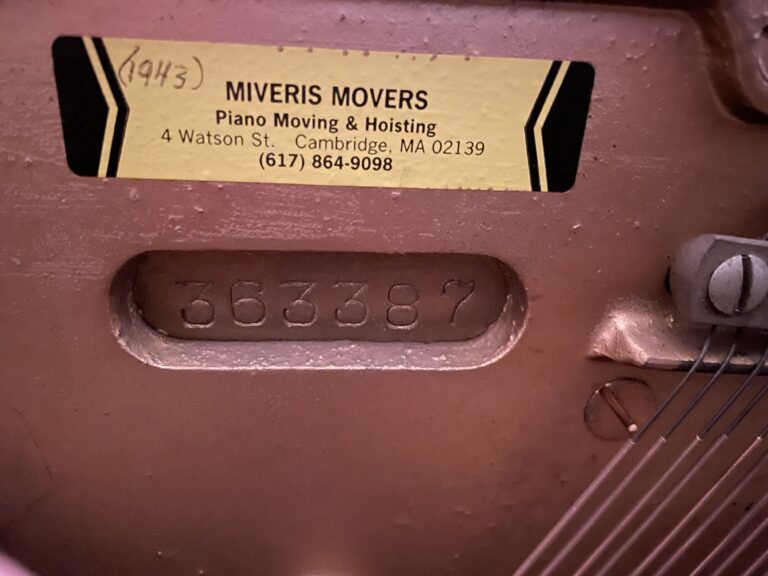 (1943)
MIVERIS MOVERS
Piano Moving & Hoisting
4 Watson St. Cambridge, MA 02139
(617) 864-9098
363387